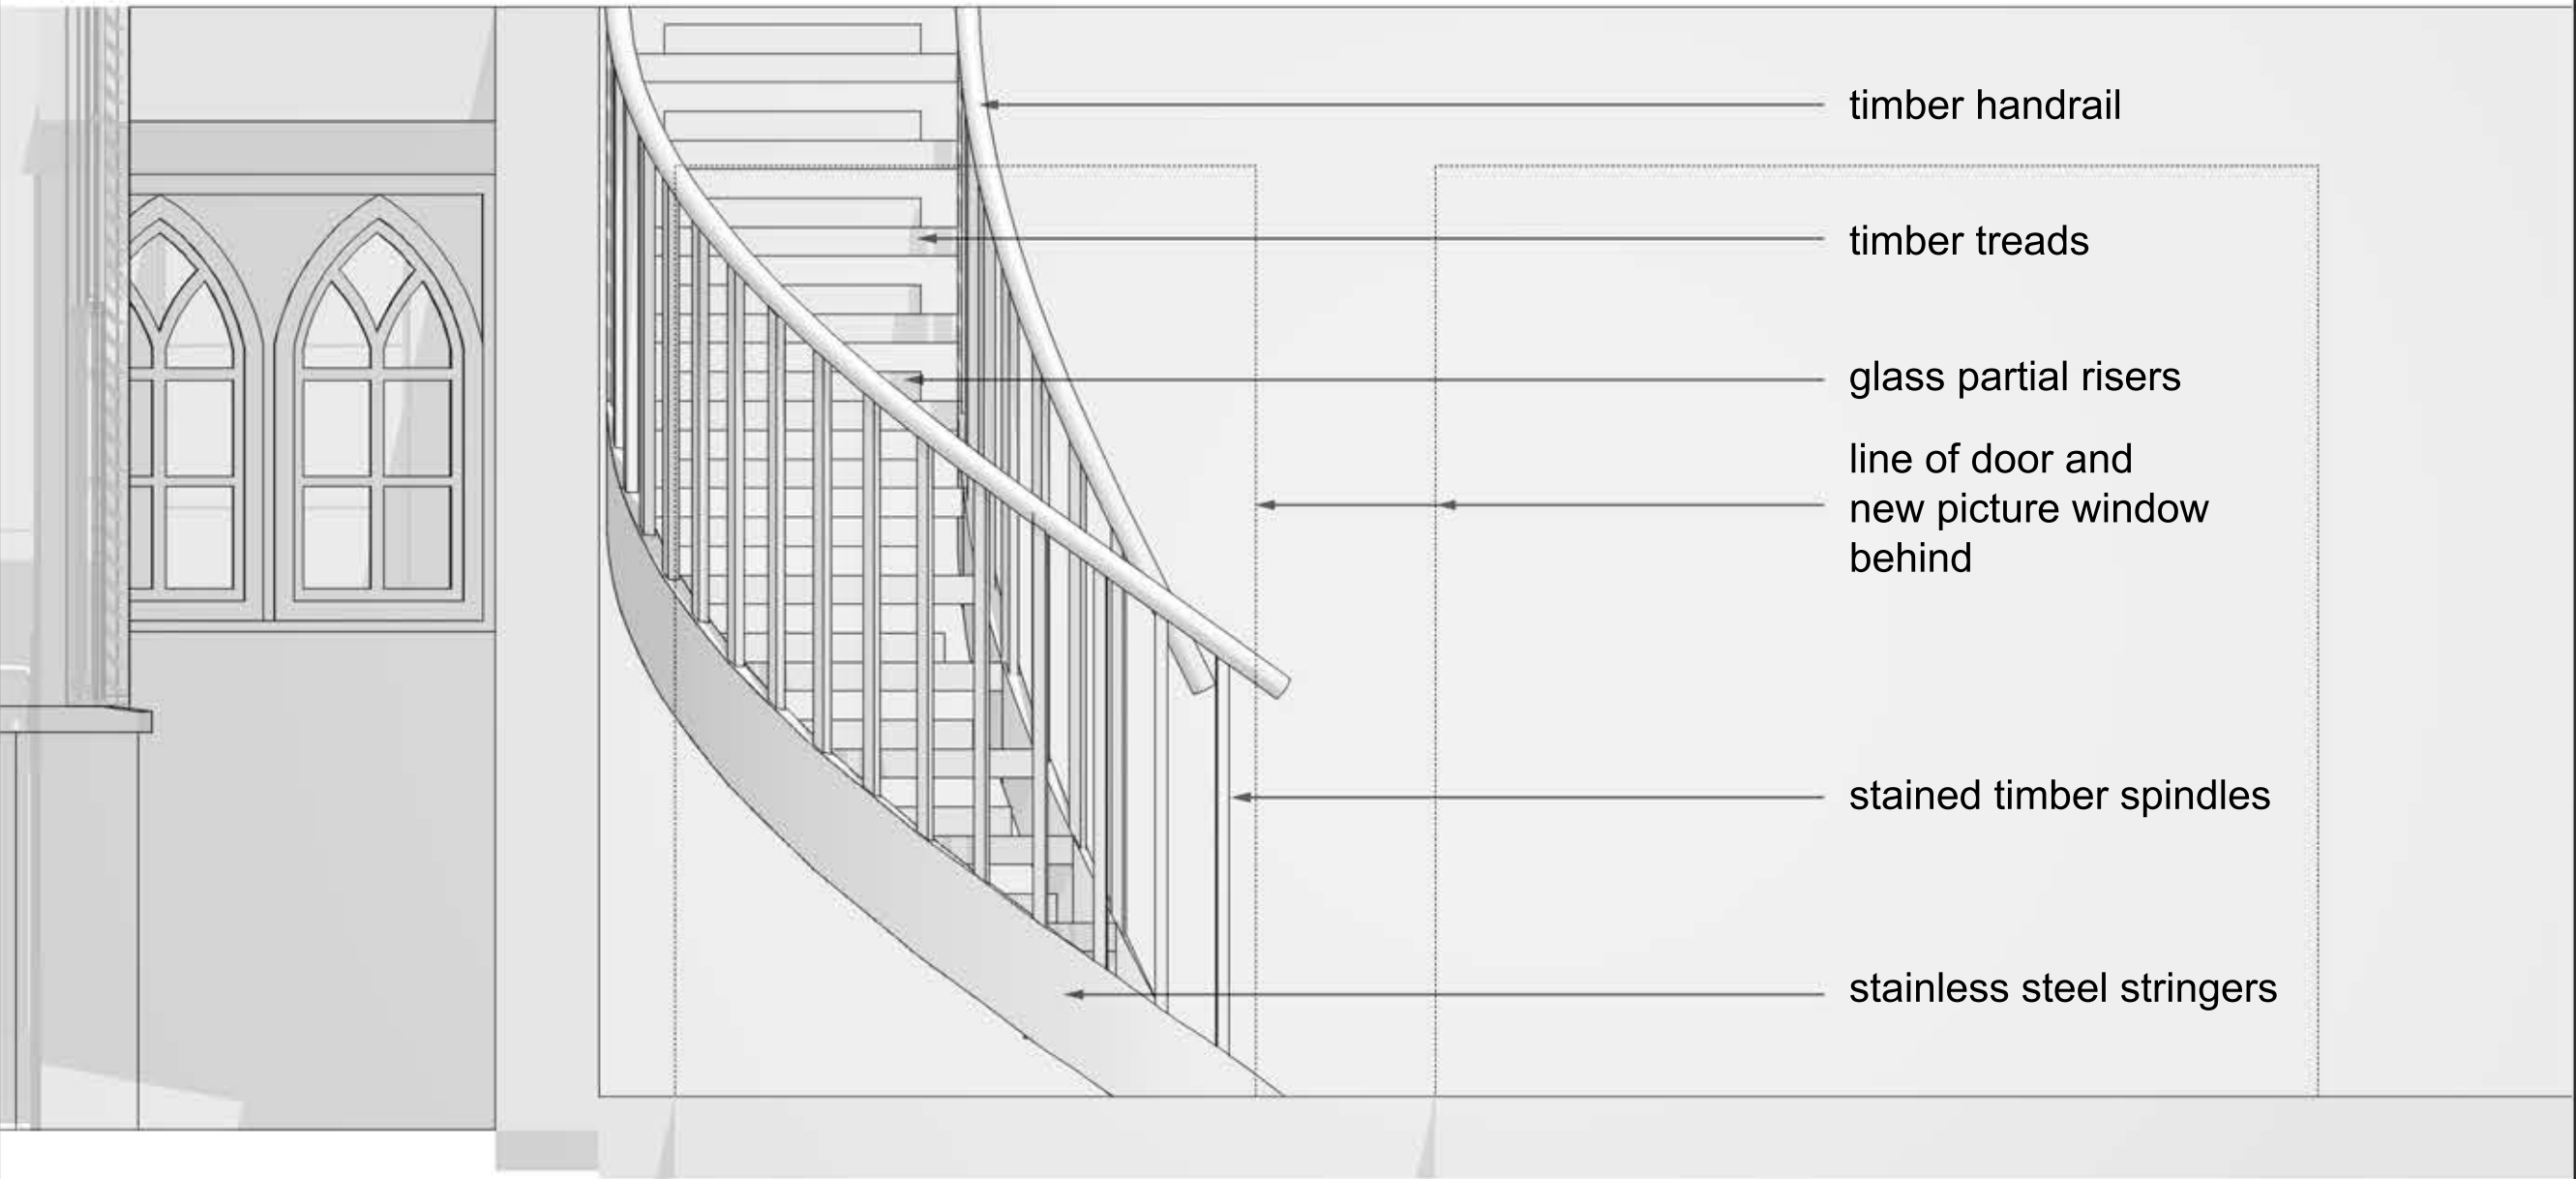 timber handrail
timber treads
glass partial risers
line of door and
new picture window
behind
stained timber spindles
stainless steel stringers